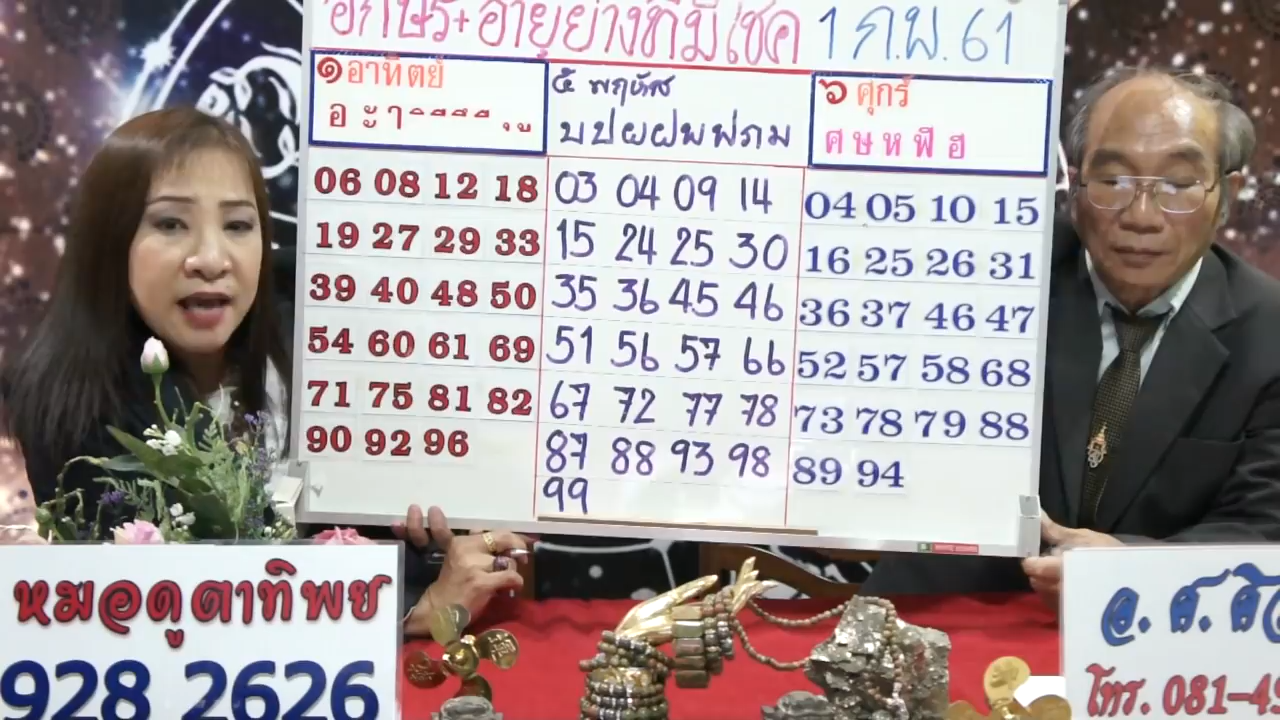 อักษร+อายุย่างที่มีโชค 1 ก.พ. 61
๑ อาทิตย์
อ ะ า ิ ี ึ ื ุ ู
๕ พฤหัส
บ ป ผ ฝ พ ฟ ภ ม
๖ ศุกร์
ศ ษ ห ฬ ฮ
06 08 12 18
19 27 29 33
39 40 48 50
54 60 61 69
71 75 81 82
90 92 96
03 04 09 14
15 24 25 30
35 36 45 46
51 56 57 66
67 72 77 78
87 88 93 98
99
04 05 10 15
16 25 26 31
36 37 46 47
52 57 58 68
73 78 79 88
89 94
หมอดูตาทิพย์
928 2626
อ. ส.
โทร. 081-49